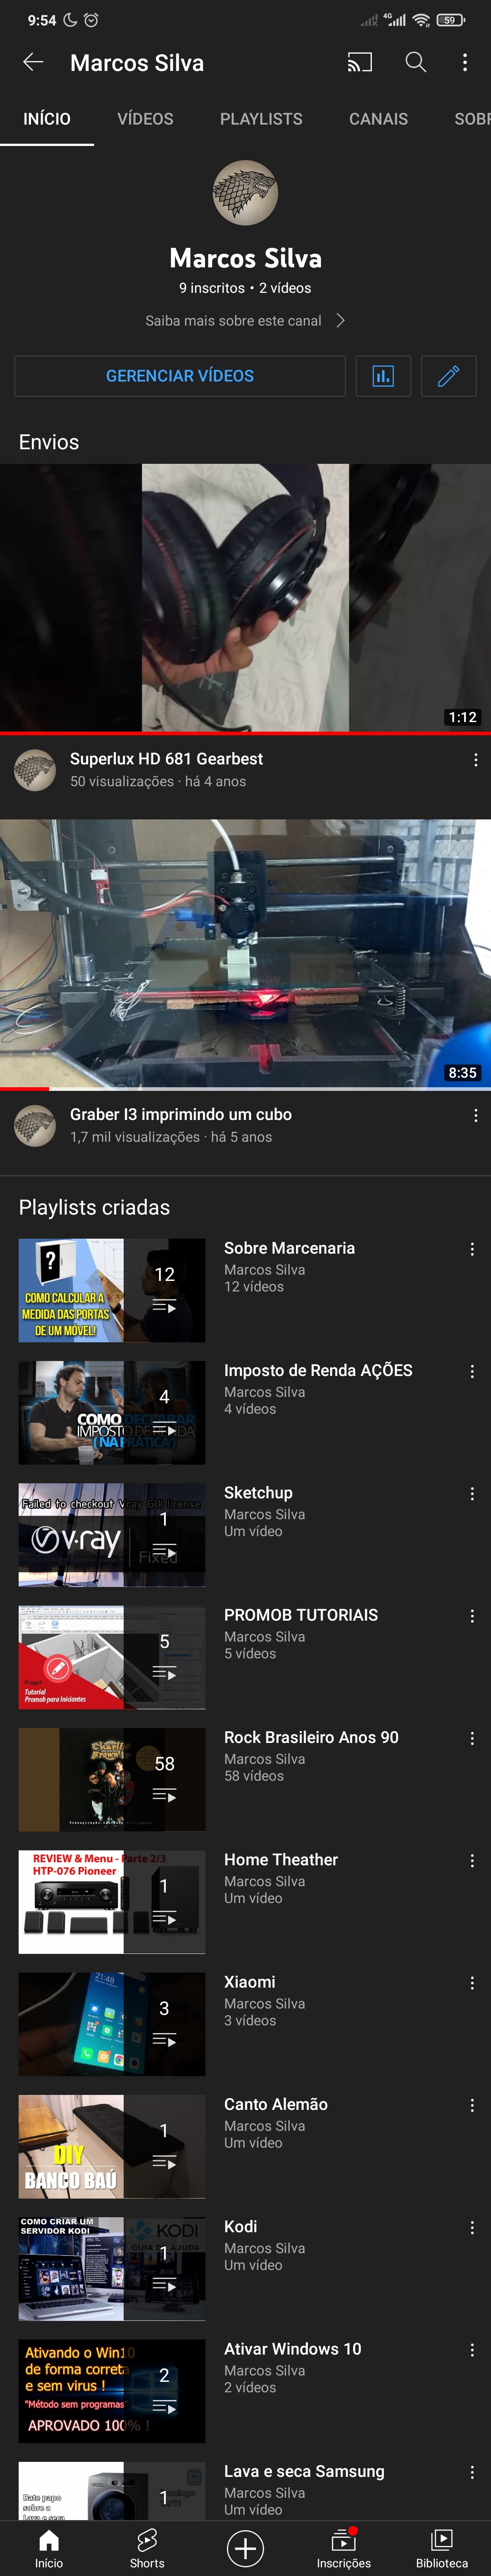 9:54
4G
59
Marcos Silva
INÍCIO VÍDEOS PLAYLISTS CANAIS SOBR
Marcos Silva
9 inscritos • 2 vídeos
Saiba mais sobre este canal
GERENCIAR VÍDEOS
Envios
1:12
Superlux HD 681 Gearbest
50 visualizações · há 4 anos
8:35
Graber I3 imprimindo um cubo
1,7 mil visualizações · há 5 anos
Playlists criadas
?
COMO CALCULAR A
MEDIDA DAS PORTAS
DE UM MÓVEL!
12
Sobre Marcenaria
Marcos Silva
12 vídeos
COMO DECLARAR
IMPOSTO DE RENDA
(NA PRÁTICA)
4
Imposto de Renda AÇÕES
Marcos Silva
4 vídeos
Failed to checkout V-ray GUI license
v·ray
Fixed
1
Sketchup
Marcos Silva
Um vídeo
Tutorial
Promob para Iniciantes
5
PROMOB TUTORIAIS
Marcos Silva
5 vídeos
Charlie
Brown Jr
58
Rock Brasileiro Anos 90
Marcos Silva
58 vídeos
REVIEW & Menu - Parte 2/3
HTP-076 Pioneer
1
Home Theather
Marcos Silva
Um vídeo
21:48
3
Xiaomi
Marcos Silva
3 vídeos
DIY
BANCO BAÚ
1
Canto Alemão
Marcos Silva
Um vídeo
COMO CRIAR UM
SERVIDOR KODI
KODI
GUIA DE AJUDA
1
Kodi
Marcos Silva
Um vídeo
Ativando o Win10
de forma correta
e sem virus !
"Método sem programas"
APROVADO 100% !
2
Ativar Windows 10
Marcos Silva
2 vídeos
Bate papo
sobre a
Lava e seca
1
Lava e seca Samsung
Marcos Silva
Um vídeo
Início Shorts Inscrições Biblioteca